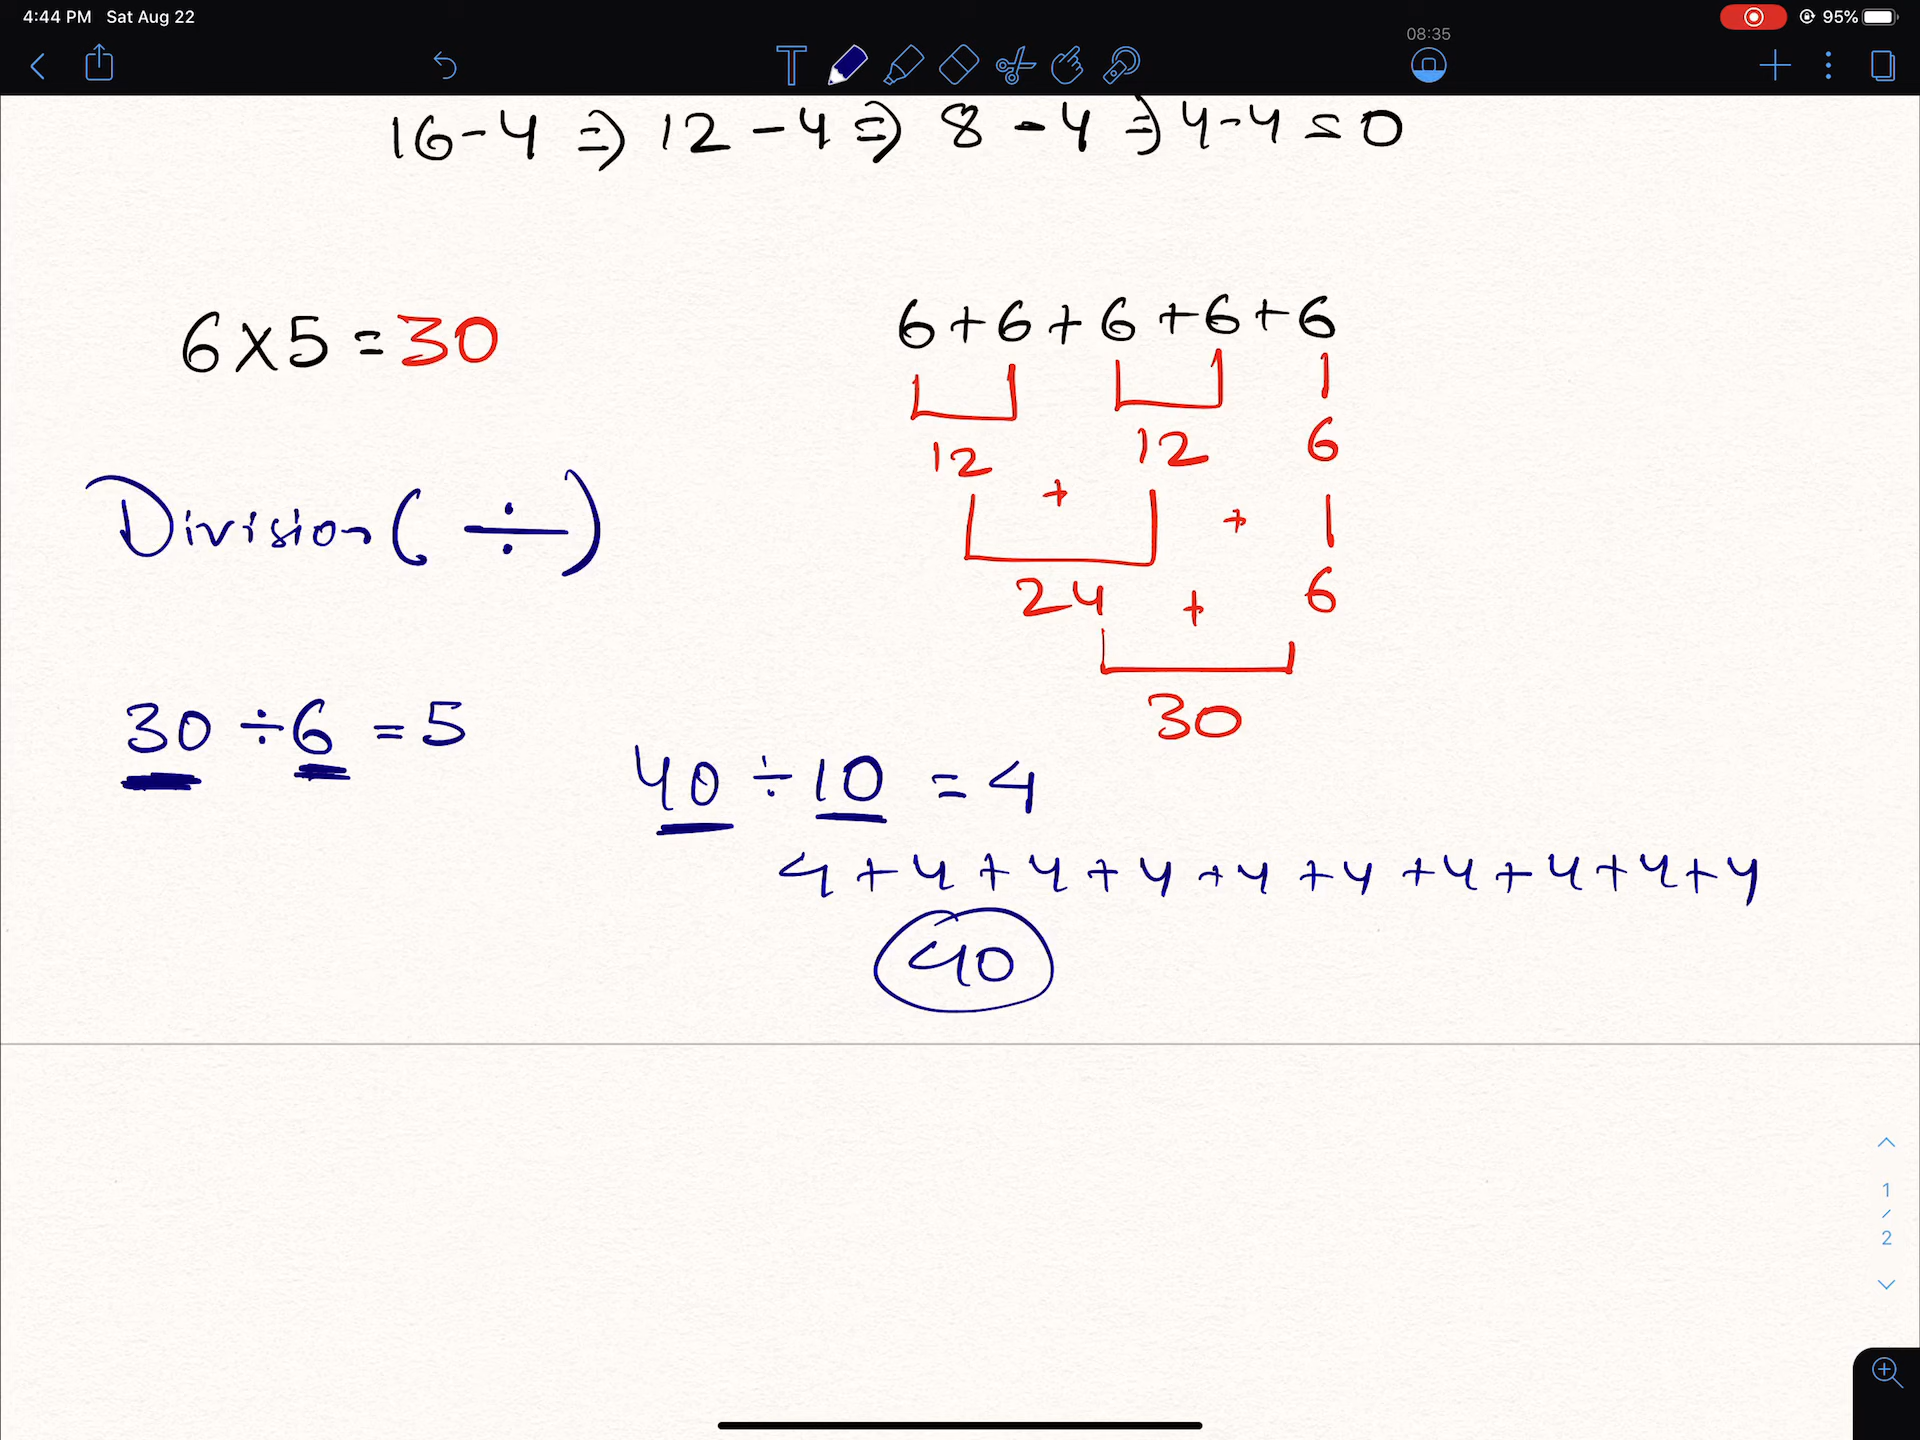 4:44 PM Sat Aug 22
95%
08:35
16-4 ⇒ 12-4 ⇒ 8-4 ⇒ 4-4=0
6+6+6+6+6
6×5=30
12 12 6
+
Division(÷)
+
24 + 6
30
30÷6=5
40÷10=4
4+4+4+4+4+4+4+4+4+4
40
1
/
2